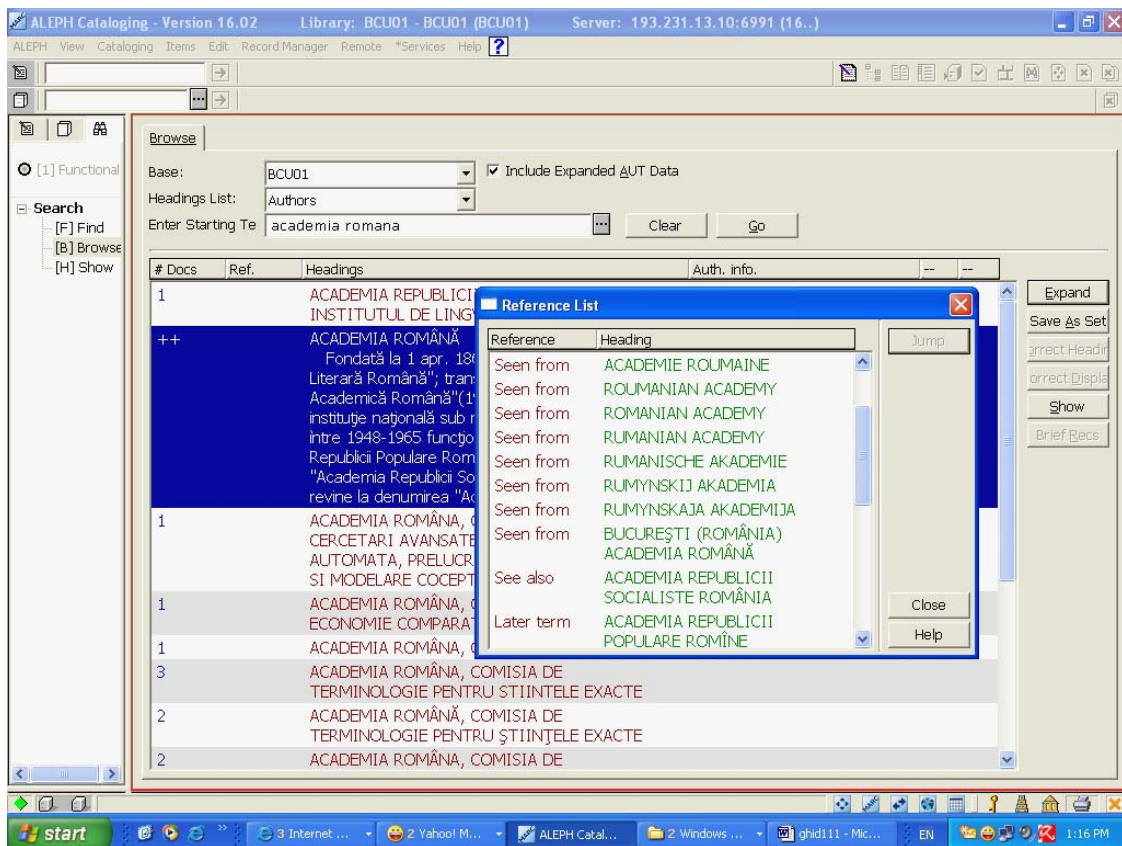 ALEPH Cataloging - Version 16.02 Library: BCU01 - BCU01 (BCU01) Server: 193.231.13.10:6991 (16..)
ALEPH View Cataloging Items Edit Record Manager Remote *Services Help ?
[1] Functional
Search
[F] Find
[B] Browse
[H] Show
Browse
Base: BCU01 Include Expanded AUT Data
Headings List: Authors
Enter Starting Te academia romana ... Clear Go
# Docs Ref. Headings Auth. info. -- --
1 ACADEMIA REPUBLICI
INSTITUTUL DE LING
++ ACADEMIA ROMÂNĂ
Fondată la 1 apr. 186
Literară Română"; tran
Academică Română"(1
instituţie naţională sub
între 1948-1965 funcţio
Republicii Populare Rom
"Academia Republicii So
revine la denumirea "Ac
1 ACADEMIA ROMÂNA,
CERCETARI AVANSATE
AUTOMATA, PRELUCR
SI MODELARE COCEPT
1 ACADEMIA ROMÂNA,
ECONOMIE COMPARAT
1 ACADEMIA ROMÂNA,
3 ACADEMIA ROMÂNA, COMISIA DE
TERMINOLOGIE PENTRU STIINTELE EXACTE
2 ACADEMIA ROMÂNĂ, COMISIA DE
TERMINOLOGIE PENTRU ŞTIINŢELE EXACTE
2 ACADEMIA ROMÂNA, COMISIA DE
Expand
Save As Set
orrect Headin
orrect Displa
Show
Brief Recs
Reference List
Reference Heading
Seen from ACADEMIE ROUMAINE
Seen from ROUMANIAN ACADEMY
Seen from ROMANIAN ACADEMY
Seen from RUMANIAN ACADEMY
Seen from RUMANISCHE AKADEMIE
Seen from RUMYNSKIJ AKADEMIA
Seen from RUMYNSKAJA AKADEMIJA
Seen from BUCUREŞTI (ROMÂNIA)
ACADEMIA ROMÂNĂ
See also ACADEMIA REPUBLICII
SOCIALISTE ROMÂNIA
Later term ACADEMIA REPUBLICII
POPULARE ROMÎNE
Jump
Close
Help
start 3 Internet ... 2 Yahoo! M... ALEPH Catal... 2 Windows ... ghid111 - Mic... EN 1:16 PM